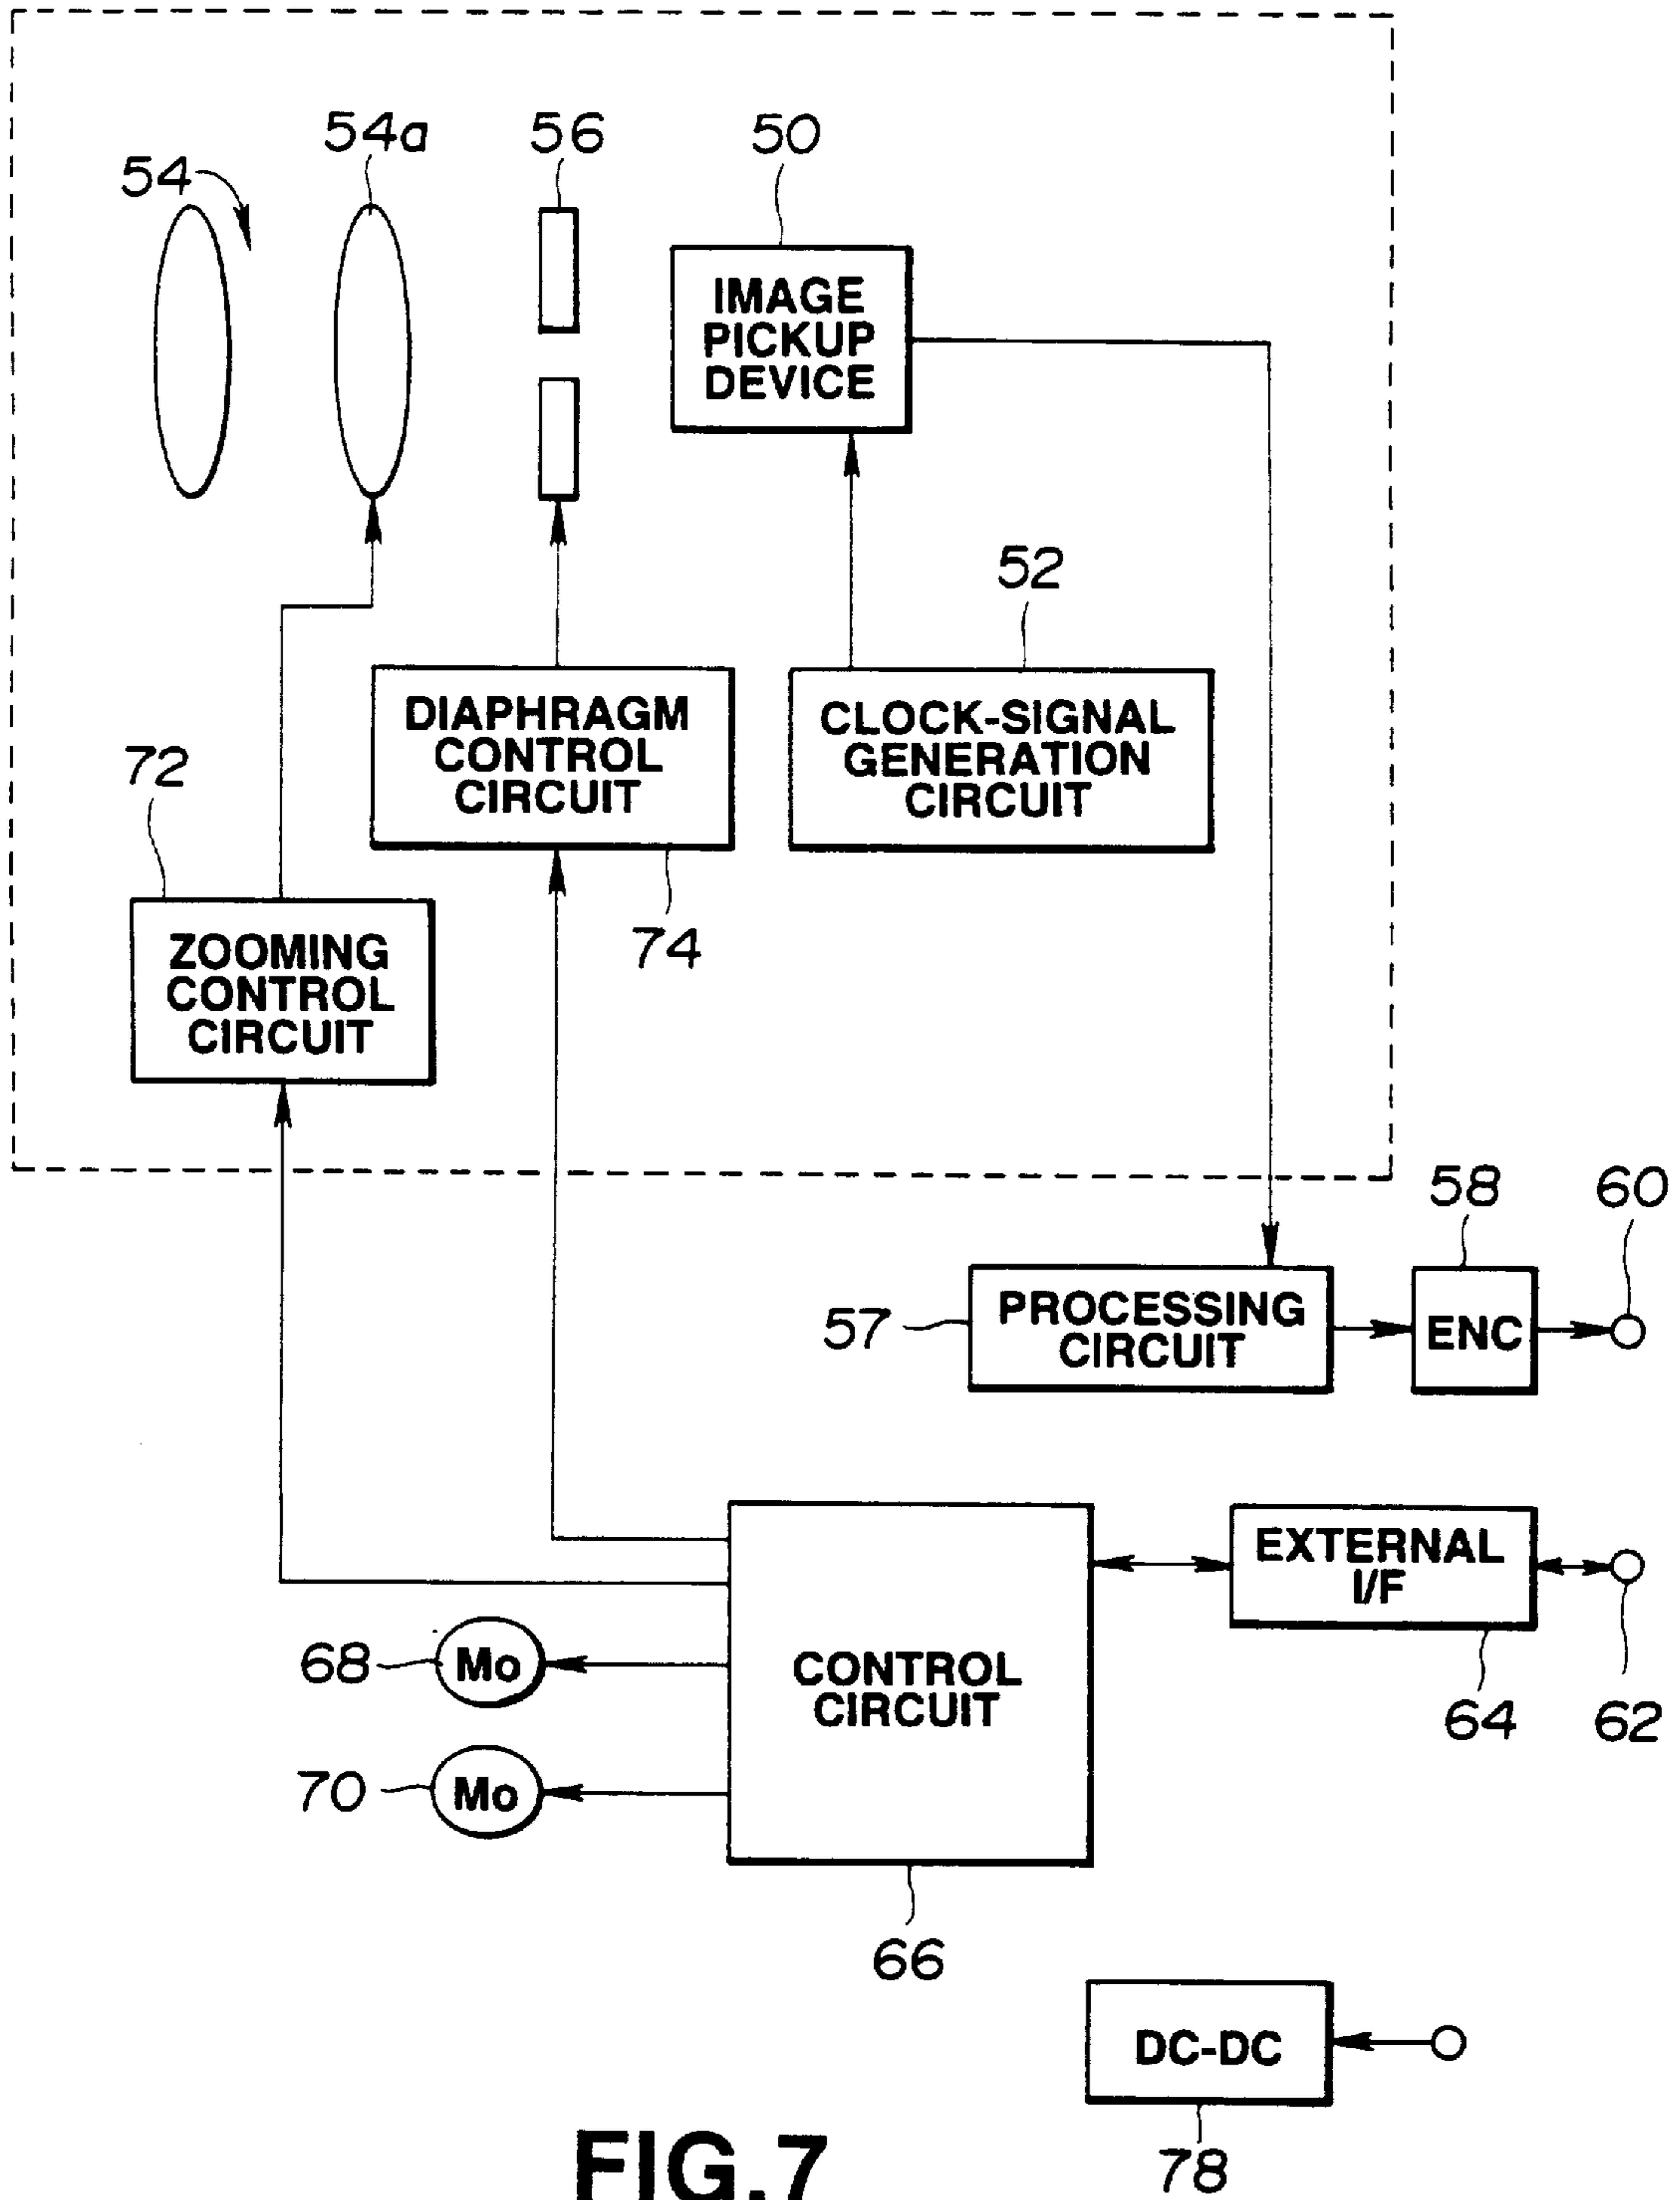 54
54a
56
50
IMAGE
PICKUP
DEVICE
52
DIAPHRAGM
CONTROL
CIRCUIT
CLOCK-SIGNAL
GENERATION
CIRCUIT
72
74
ZOOMING
CONTROL
CIRCUIT
58
60
57
PROCESSING
CIRCUIT
ENC
EXTERNAL
I/F
68
Mo
CONTROL
CIRCUIT
64
62
70
Mo
66
DC-DC
78
FIG.7